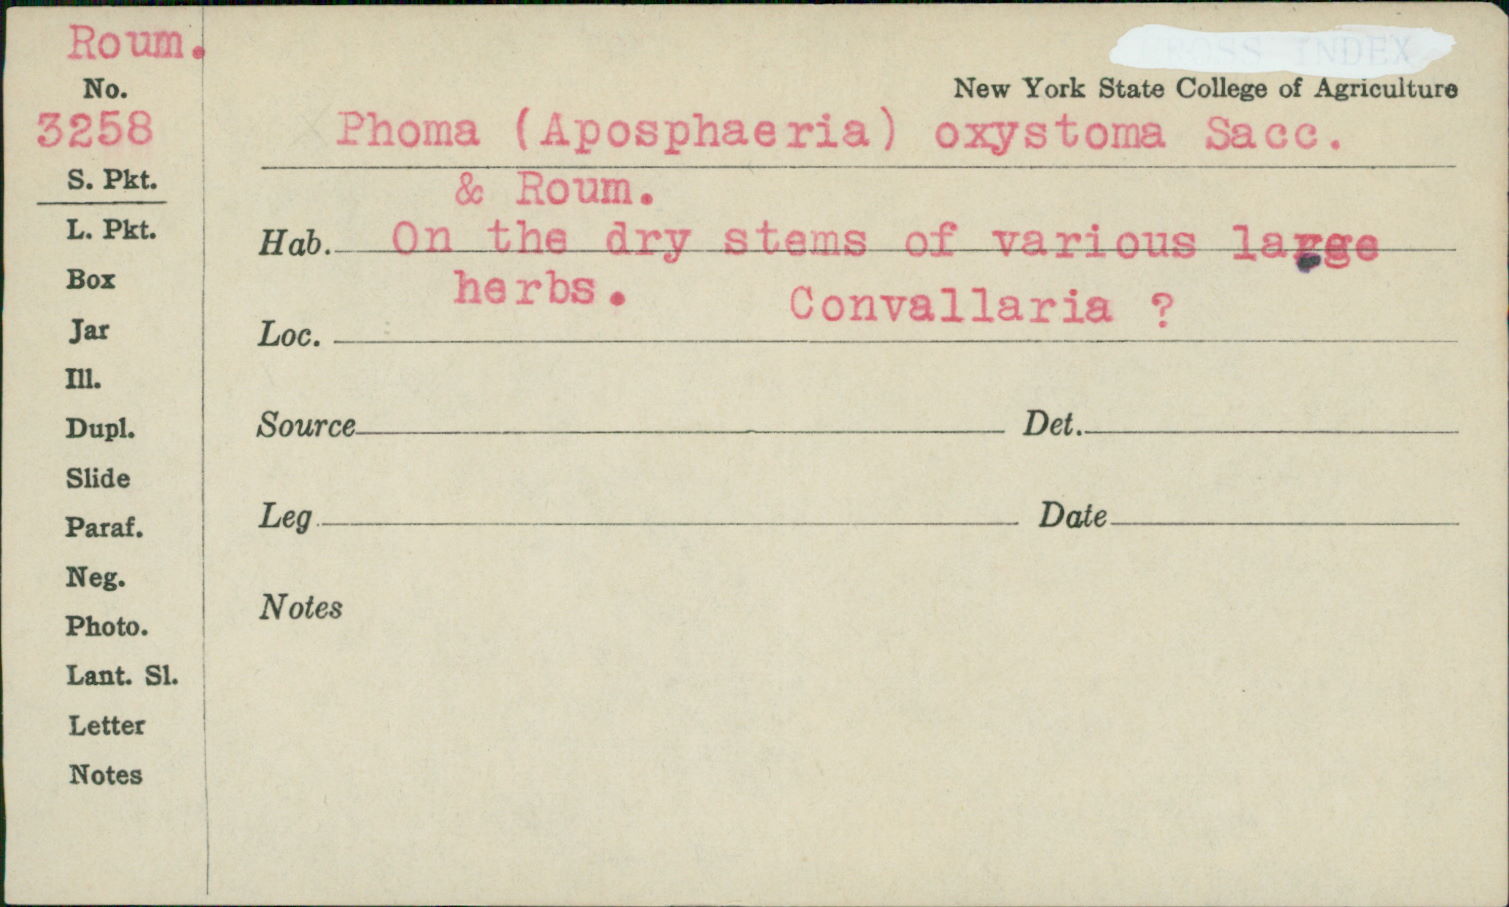 Roum.
No.
3258
S. Pkt.
L. Pkt.
Box
Jar
Ill.
Dupl.
Slide
Paraf.
Neg.
Photo.
Lant. Sl.
Letter
Notes
CROSS INDEX
New York State College of Agriculture
Phoma (Aposphaeria) oxystoma Sacc.
& Roum.
Hab. On the dry stems of various large
herbs. Convallaria ?
Loc.
Source Det.
Leg Date
Notes